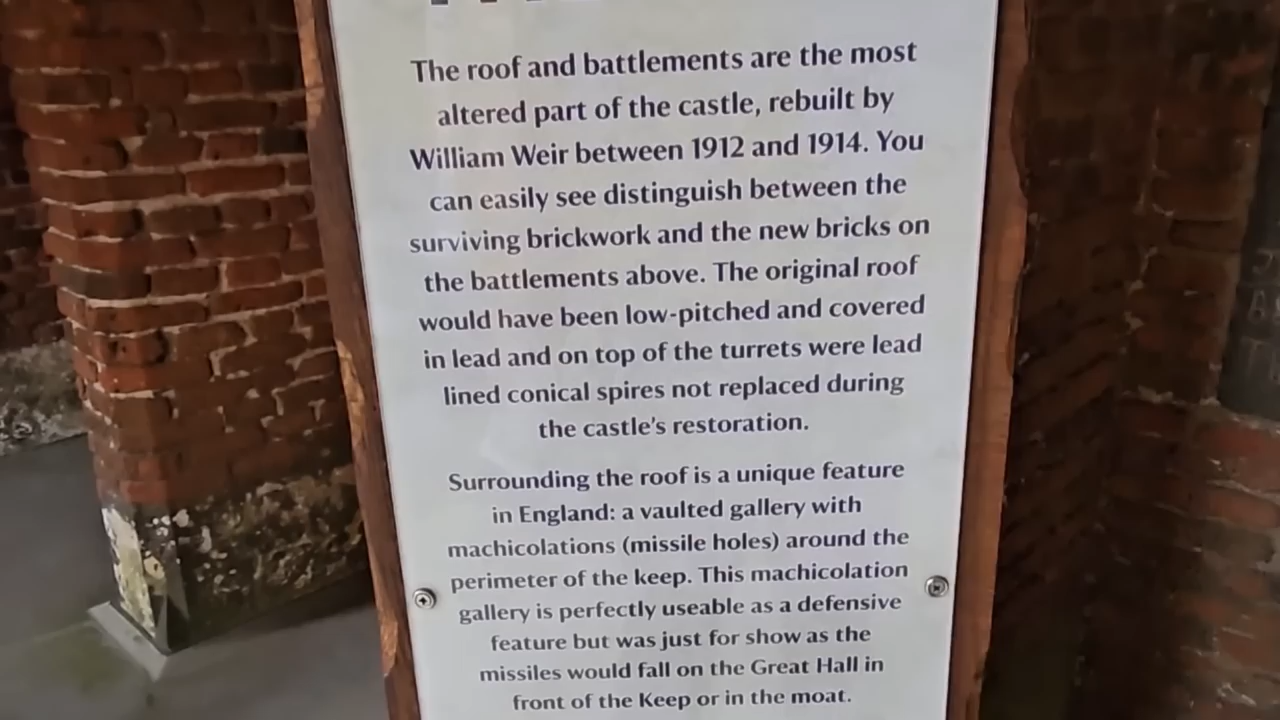 The roof and battlements are the most
altered part of the castle, rebuilt by
William Weir between 1912 and 1914. You
can easily see distinguish between the
surviving brickwork and the new bricks on
the battlements above. The original roof
would have been low-pitched and covered
in lead and on top of the turrets were lead
lined conical spires not replaced during
the castle's restoration.
Surrounding the roof is a unique feature
in England: a vaulted gallery with
machicolations (missile holes) around the
perimeter of the keep. This machicolation
gallery is perfectly useable as a defensive
feature but was just for show as the
missiles would fall on the Great Hall in
front of the Keep or in the moat.